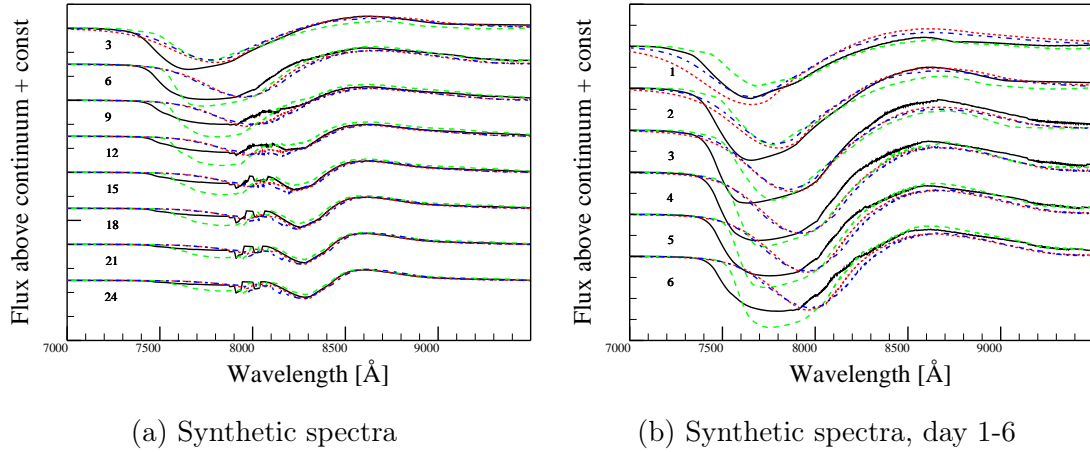 Flux above continuum + const
3
6
9
12
15
18
21
24
7000 7500 8000 8500 9000
Wavelength [Å]
(a) Synthetic spectra
Flux above continuum + const
1
2
3
4
5
6
7000 7500 8000 8500 9000
Wavelength [Å]
(b) Synthetic spectra, day 1-6